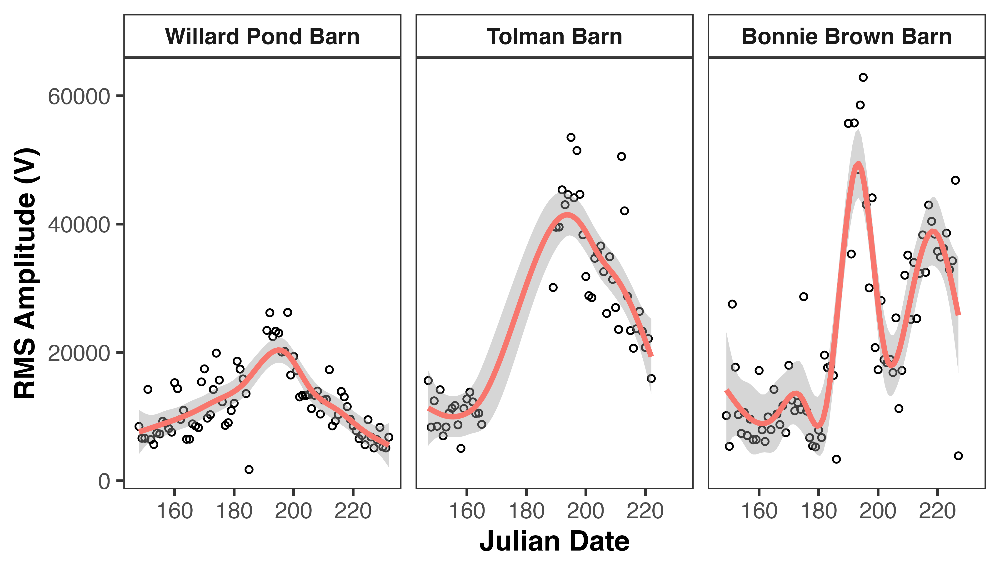 Willard Pond Barn Tolman Barn Bonnie Brown Barn
RMS Amplitude (V)
60000
40000
20000
0
160 180 200 220 160 180 200 220 160 180 200 220
Julian Date